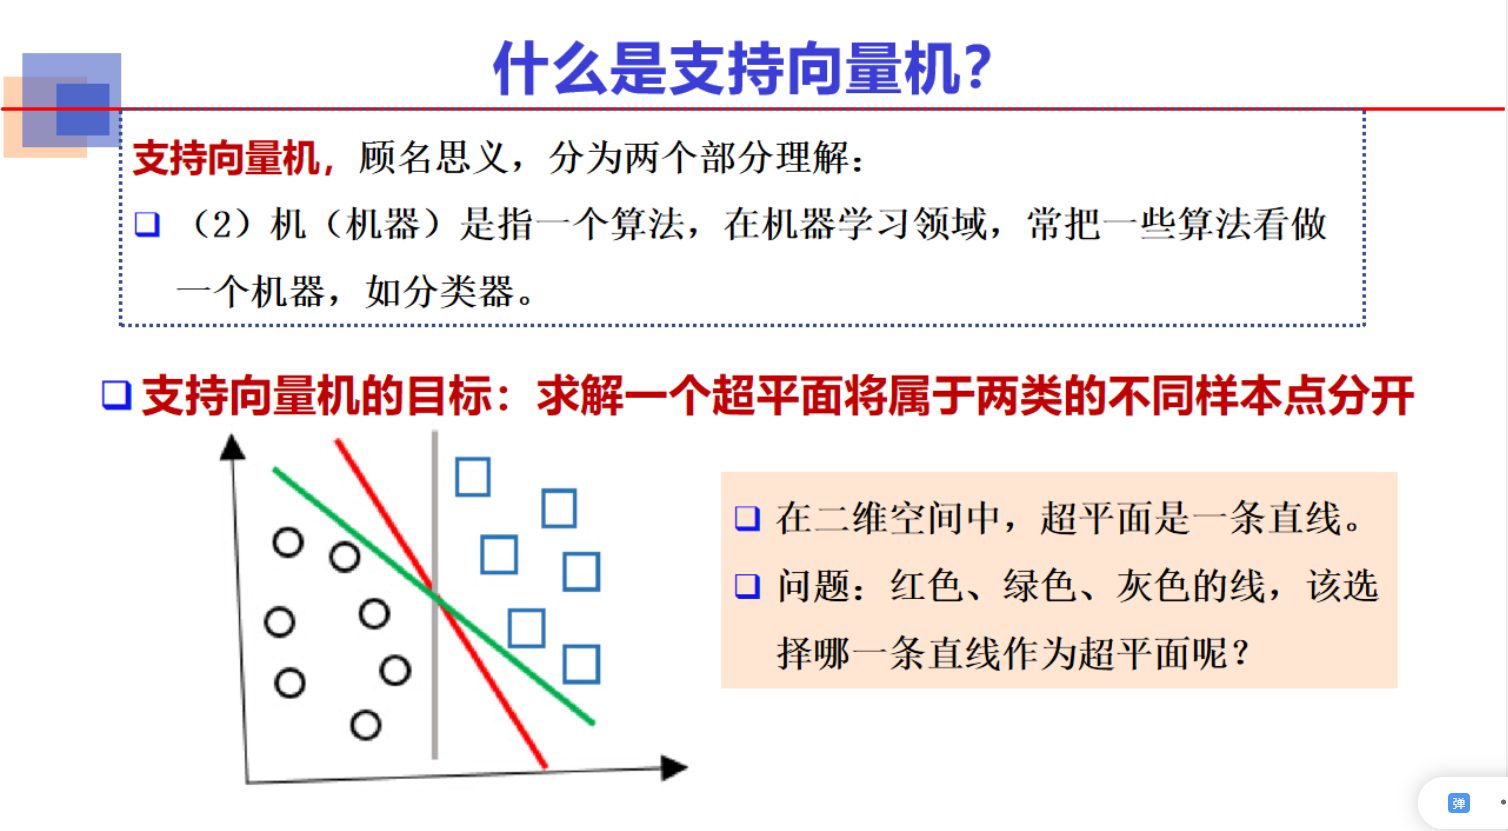 什么是支持向量机？
支持向量机，顾名思义，分为两个部分理解：
（2）机（机器）是指一个算法，在机器学习领域，常把一些算法看做
一个机器，如分类器。
支持向量机的目标：求解一个超平面将属于两类的不同样本点分开
在二维空间中，超平面是一条直线。
问题：红色、绿色、灰色的线，该选
择哪一条直线作为超平面呢？
弹